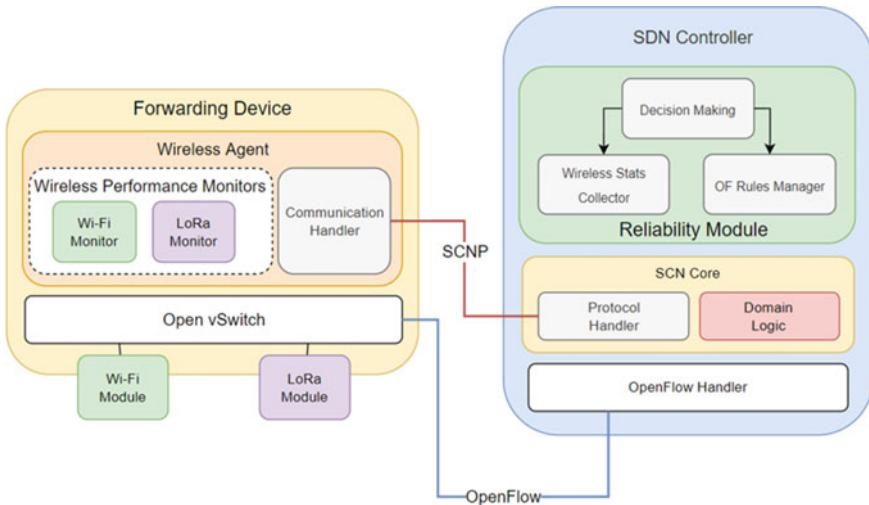 SDN Controller
Forwarding Device
Wireless Agent
Wireless Performance Monitors
Wi-Fi
Monitor
LoRa
Monitor
Communication
Handler
Open vSwitch
Wi-Fi
Module
LoRa
Module
SCNP
OpenFlow
Decision Making
Wireless Stats
Collector
OF Rules Manager
Reliability Module
SCN Core
Protocol
Handler
Domain
Logic
OpenFlow Handler